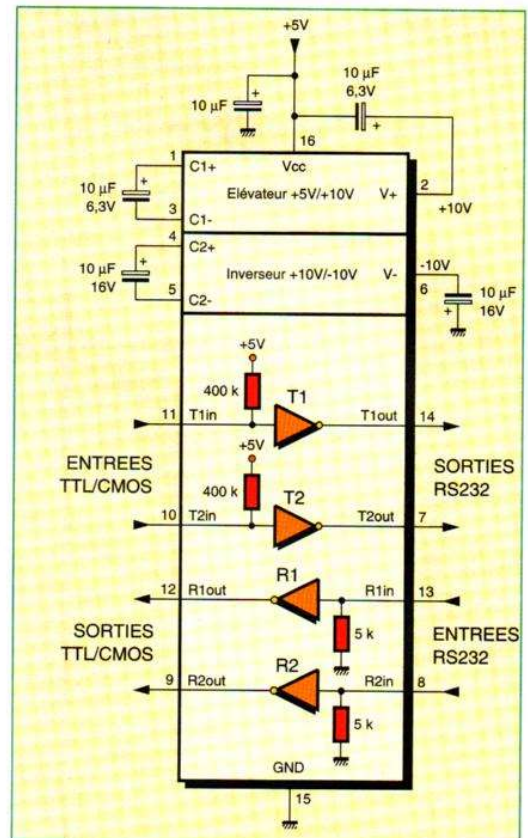 +5V
10 µF
+
10 µF
6,3V
+
16
Vcc
1
C1+
10 µF
6,3V
+
3
C1-
Elévateur +5V/+10V
V+
2
+10V
4
C2+
10 µF
16V
+
5
C2-
Inverseur +10V/-10V
V-
-10V
6
10 µF
16V
+
+5V
400 k
T1
11
T1in
T1out
14
ENTREES
TTL/CMOS
+5V
400 k
T2
SORTIES
RS232
10
T2in
T2out
7
12
R1out
R1
R1in
13
SORTIES
TTL/CMOS
5 k
ENTREES
RS232
9
R2out
R2
R2in
8
5 k
GND
15